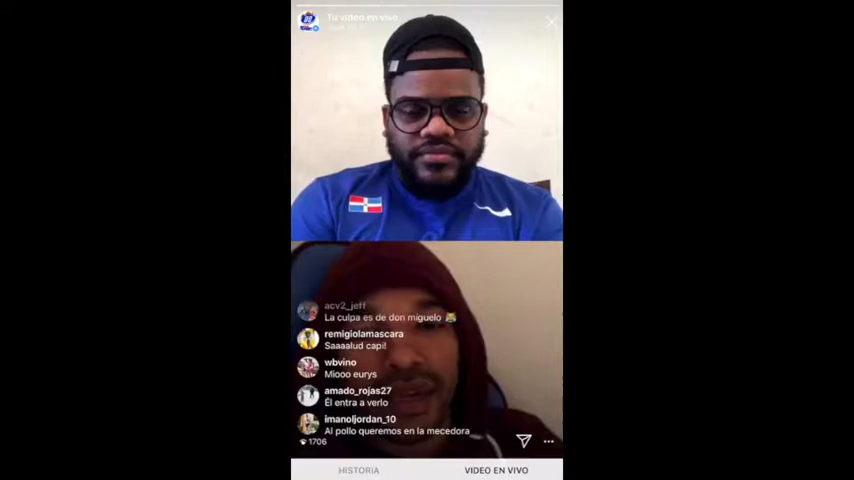 Tu video en vivo
acv2_jeff
La culpa es de don miguelo 😹
remigiolamascara
Saaaalud capi!
wbvino
Miooo eurys
amado_rojas27
Él entra a verlo
imanoljordan_10
Al pollo queremos en la mecedora
1706
HISTORIA
VIDEO EN VIVO